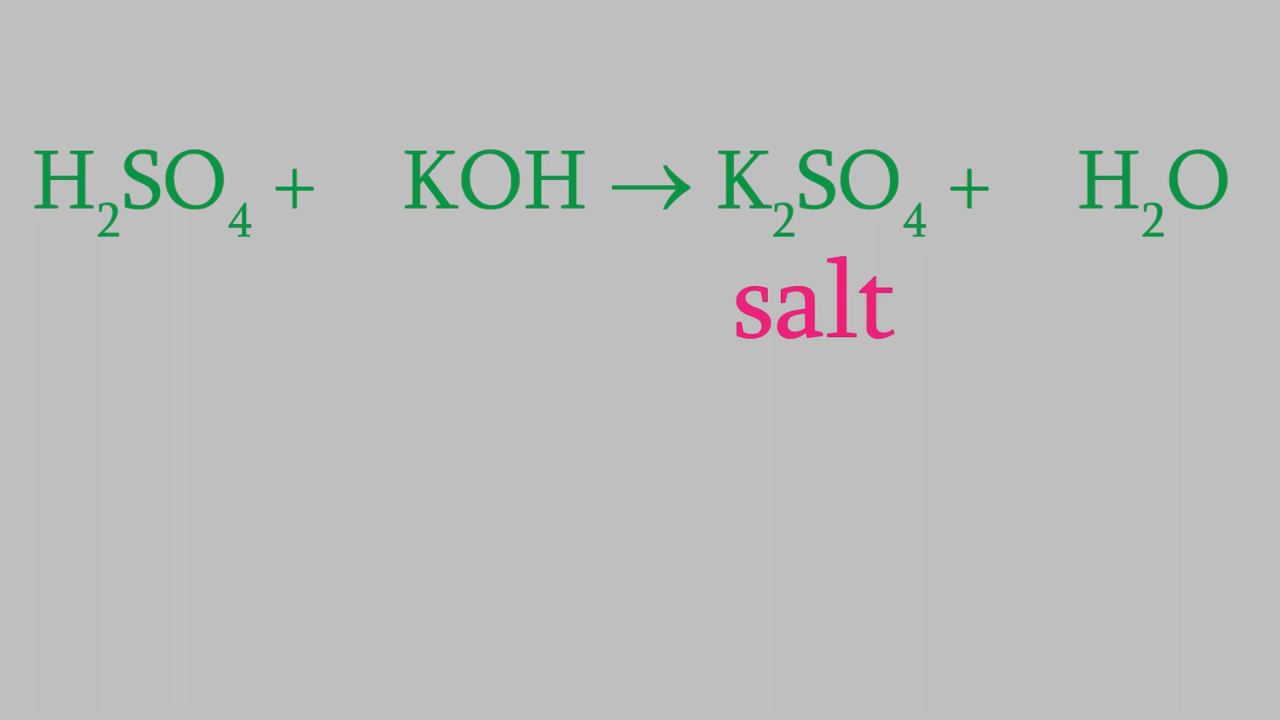 H₂SO₄ + KOH → K₂SO₄ + H₂O
salt